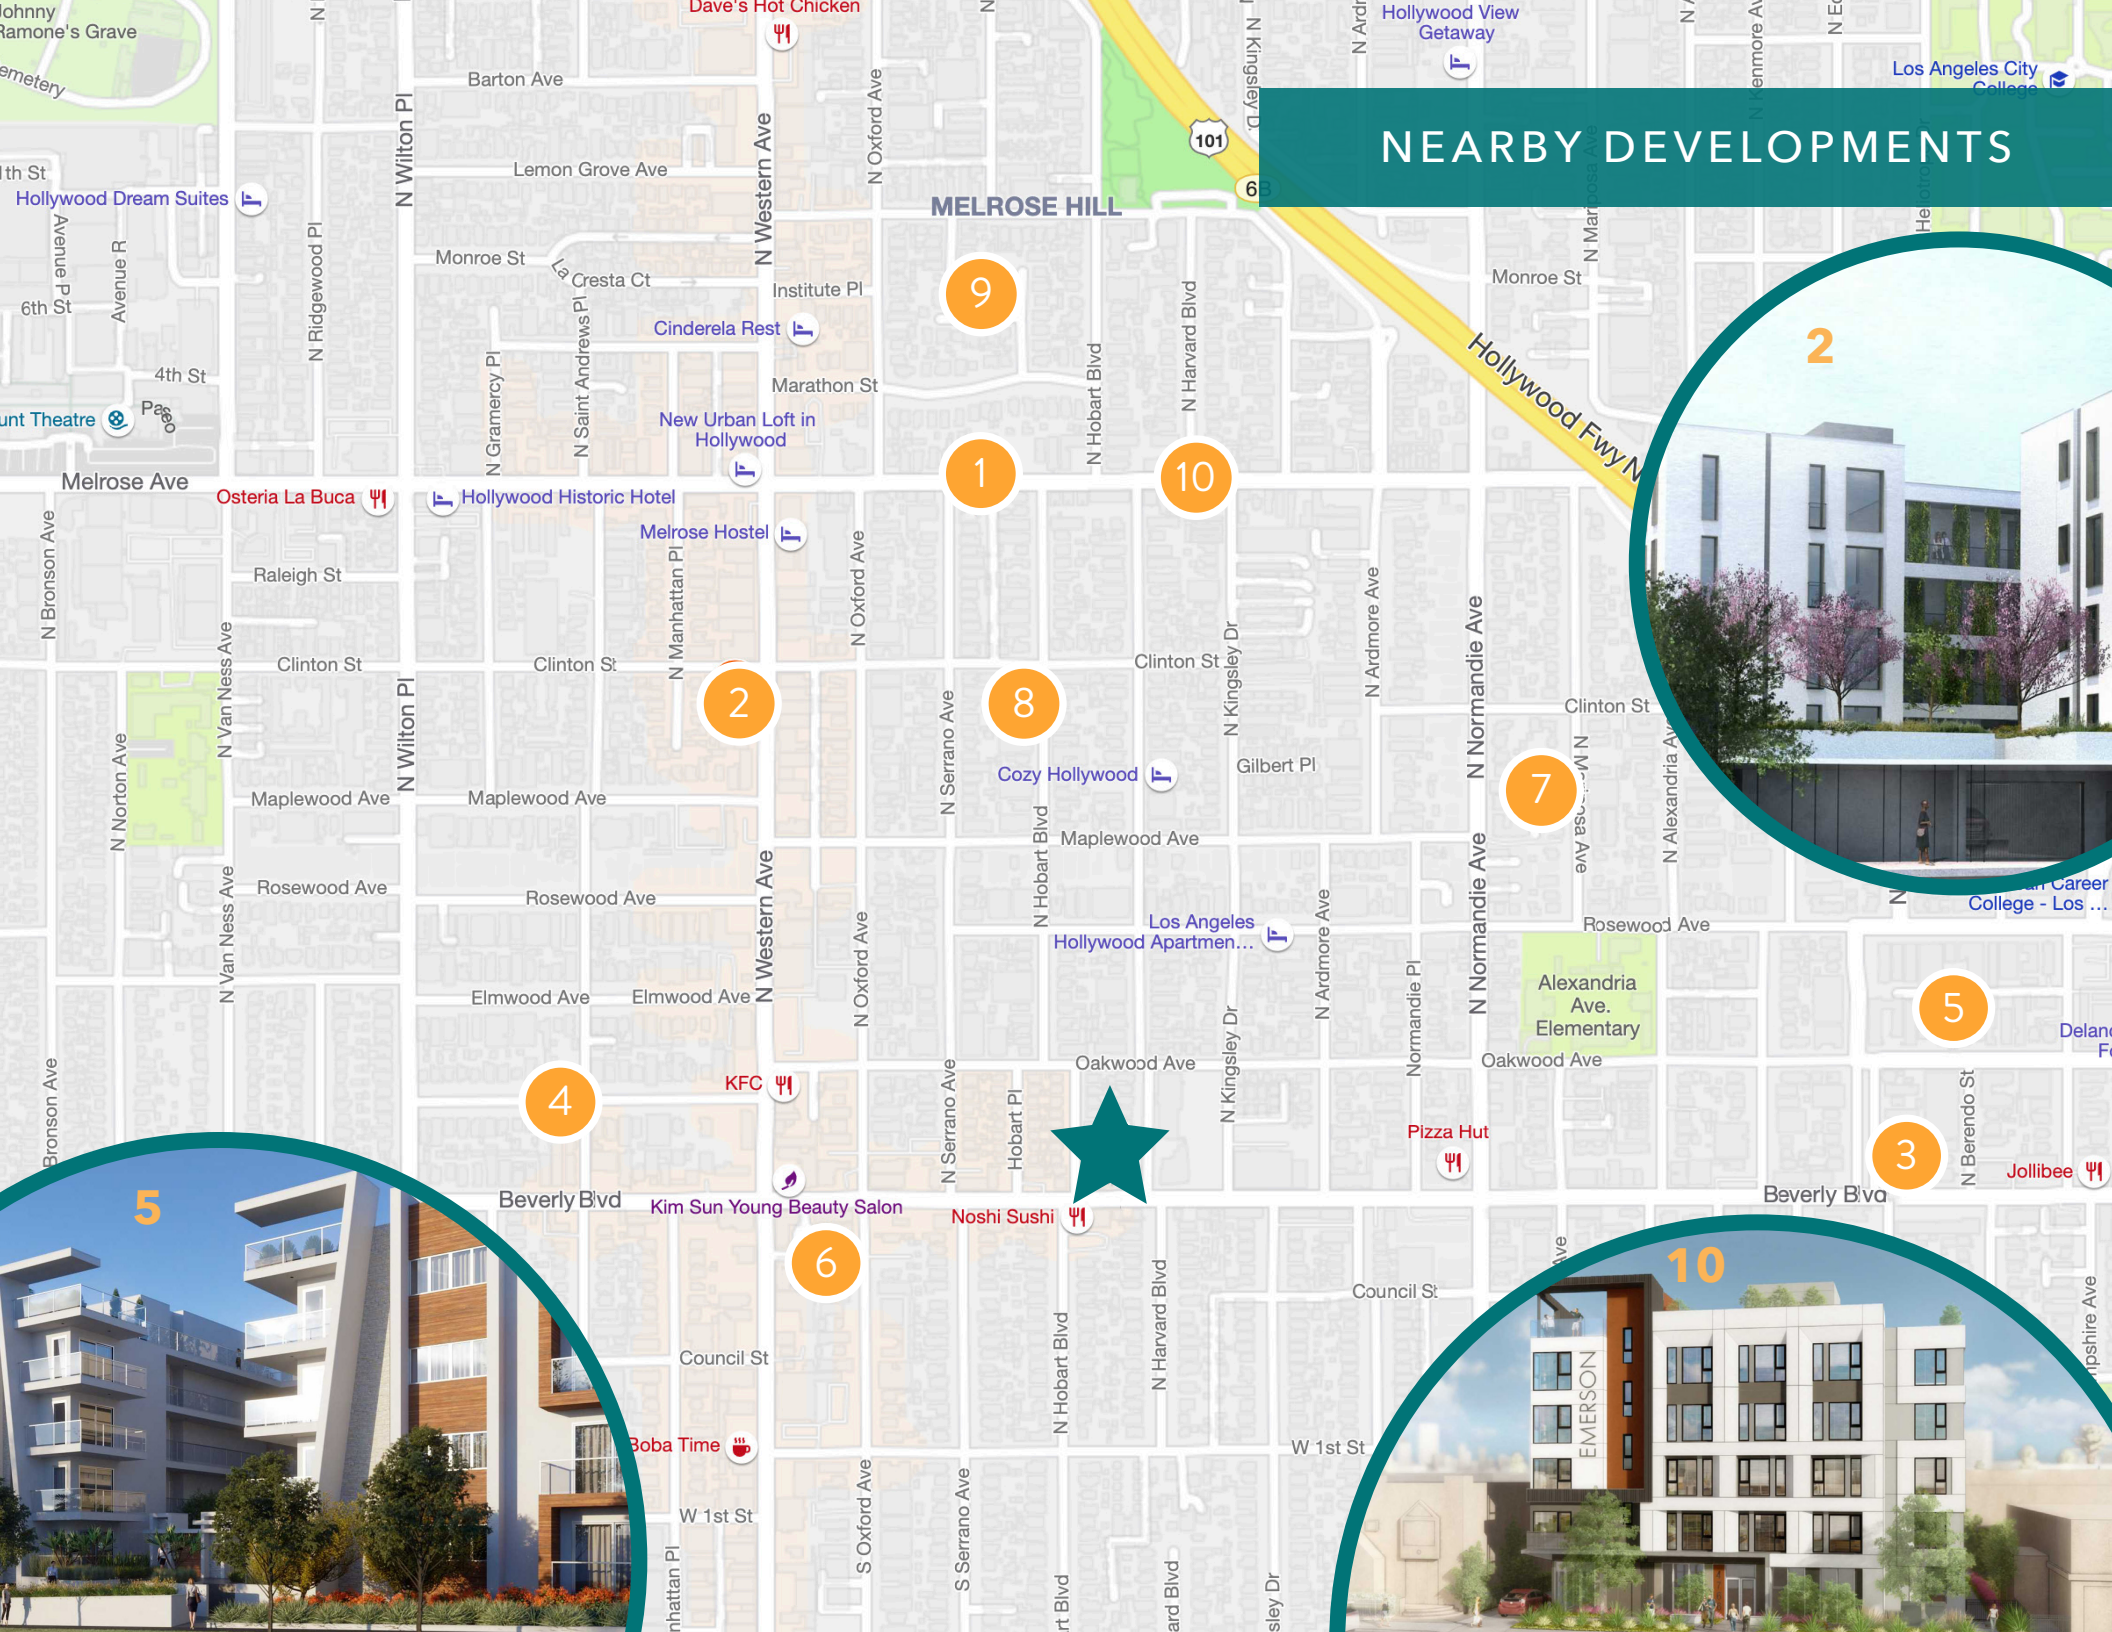 Johnny
Ramone's Grave
emetery
Dave's Hot Chicken
Hollywood View
Getaway
Los Angeles City
College
NEARBY DEVELOPMENTS
Barton Ave
N Wilton Pl
N Western Ave
N Oxford Ave
N Kingsley D
N Kenmore Av
N Ardr
101
6B
Lemon Grove Ave
Hollywood Dream Suites
MELROSE HILL
N Mariposa Ave
Avenue P
Avenue R
N Ridgewood Pl
Monroe St
La Cresta Ct
Institute Pl
Monroe St
6th St
9
N Saint Andrews Pl
N Gramercy Pl
Cinderela Rest
N Hobart Blvd
N Harvard Blvd
Hollywood Fwy N
2
4th St
Marathon St
unt Theatre
Paseo
New Urban Loft in
Hollywood
1
10
Melrose Ave
Osteria La Buca
Hollywood Historic Hotel
Melrose Hostel
N Bronson Ave
Raleigh St
N Manhattan Pl
N Oxford Ave
N Ardmore Ave
N Normandie Ave
N Van Ness Ave
Clinton St
Clinton St
Clinton St
N Kingsley Dr
Clinton St
N Wilton Pl
2
8
N Serrano Ave
N Norton Ave
Cozy Hollywood
Gilbert Pl
7
N Alexandria Av
Maplewood Ave
Maplewood Ave
Maplewood Ave
N Hobart Blvd
N Western Ave
N Normandie Ave
Rosewood Ave
Rosewood Ave
Career
College - Los ...
N Van Ness Ave
N Oxford Ave
Los Angeles
Hollywood Apartmen...
N Ardmore Ave
Rosewood Ave
Normandie Pl
Alexandria
Ave.
Elementary
Elmwood Ave
Elmwood Ave
5
Bronson Ave
KFC
Oakwood Ave
Oakwood Ave
N Kingsley Dr
4
N Serrano Ave
Hobart Pl
N Berendo St
Pizza Hut
3
Jollibee
Beverly Blvd
Kim Sun Young Beauty Salon
Noshi Sushi
Beverly Blvd
5
6
10
N Hobart Blvd
N Harvard Blvd
Council St
Council St
EMERSON
Boba Time
W 1st St
W 1st St
S Oxford Ave
S Serrano Ave